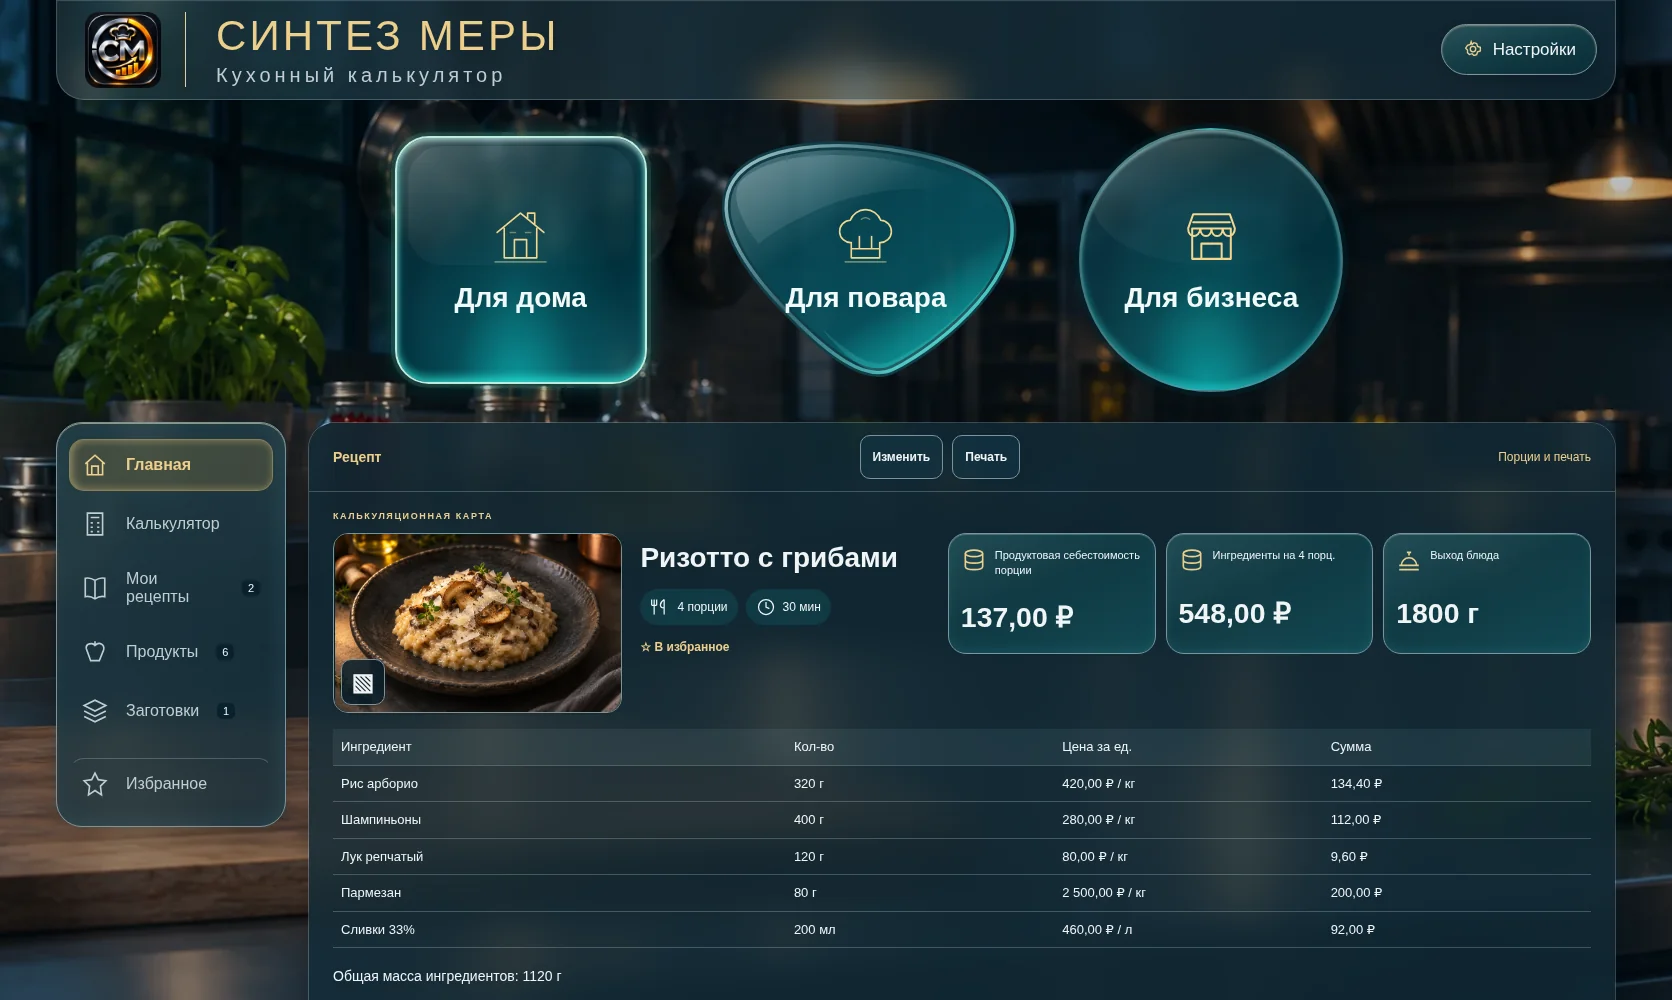 СМ
СИНТЕЗ МЕРЫ
Кухонный калькулятор
Настройки
Для дома
Для повара
Для бизнеса
Главная
Калькулятор
Мои
рецепты
2
Продукты 6
Заготовки 1
Избранное
Рецепт
Изменить
Печать
Порции и печать
КАЛЬКУЛЯЦИОННАЯ КАРТА
Ризотто с грибами
4 порции
30 мин
☆ В избранное
Продуктовая себестоимость
порции
137,00 ₽
Ингредиенты на 4 порц.
548,00 ₽
Выход блюда
1800 г
Ингредиент Кол-во Цена за ед. Сумма
Рис арборио 320 г 420,00 ₽ / кг 134,40 ₽
Шампиньоны 400 г 280,00 ₽ / кг 112,00 ₽
Лук репчатый 120 г 80,00 ₽ / кг 9,60 ₽
Пармезан 80 г 2 500,00 ₽ / кг 200,00 ₽
Сливки 33% 200 мл 460,00 ₽ / л 92,00 ₽
Общая масса ингредиентов: 1120 г